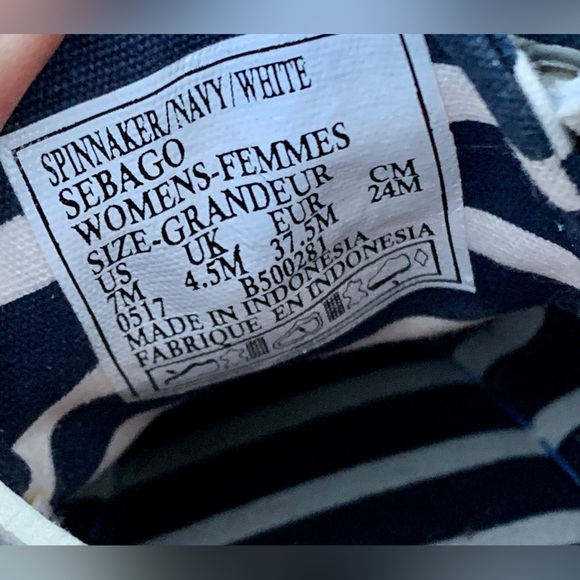 SPINNAKER/NAVY/WHITE
SEBAGO
WOMENS-FEMMES
SIZE-GRANDEUR
US UK EUR CM
7M 4.5M 37.5M 24M
0517 B500281
MADE IN INDONESIA
FABRIQUE EN INDONESIA